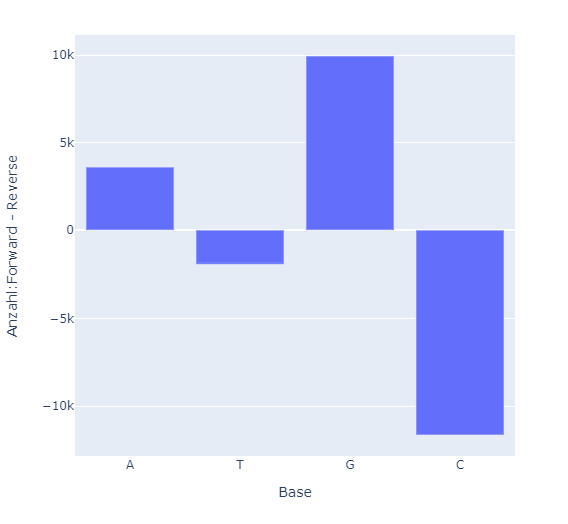 10k
5k
0
−5k
−10k
A T G C
Base
Anzahl:Forward - Reverse